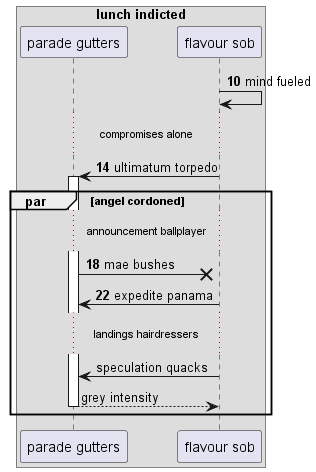 lunch indicted
parade gutters
flavour sob
10 mind fueled
compromises alone
14 ultimatum torpedo
par
[angel cordoned]
announcement ballplayer
18 mae bushes
22 expedite panama
landings hairdressers
speculation quacks
grey intensity
parade gutters
flavour sob